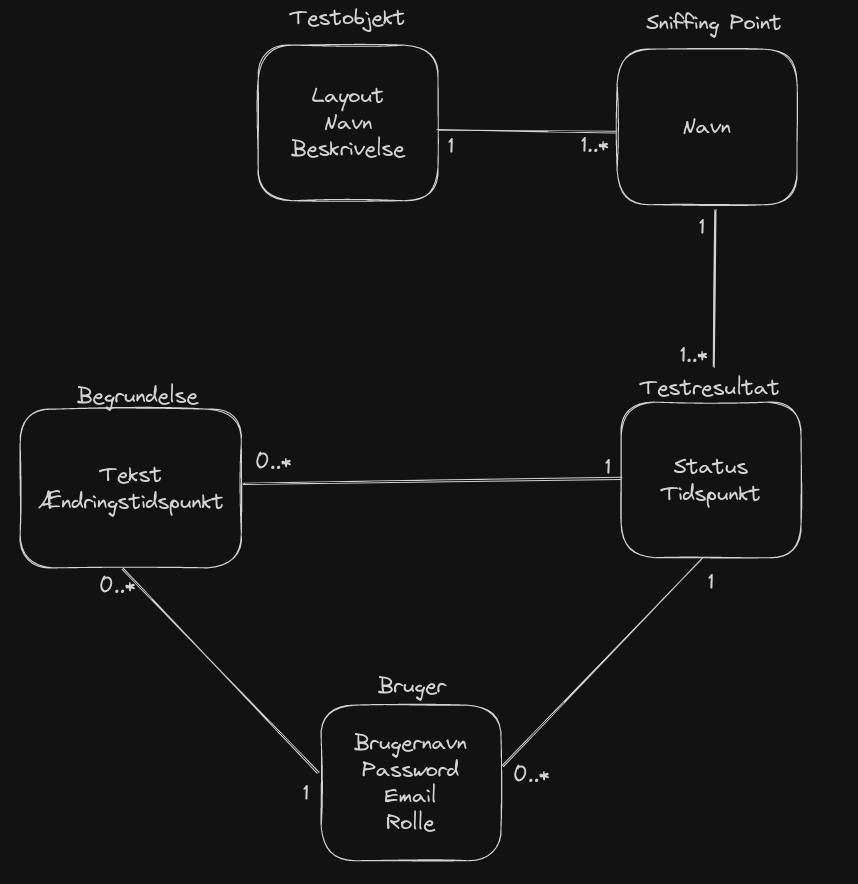 Testobjekt
Layout
Navn
Beskrivelse
1
1..*
Sniffing Point
Navn
1
1..*
Testresultat
Status
Tidspunkt
1
1
Begrundelse
Tekst
Ændringstidspunkt
0..*
0..*
Bruger
Brugernavn
Password
Email
Rolle
1
0..*